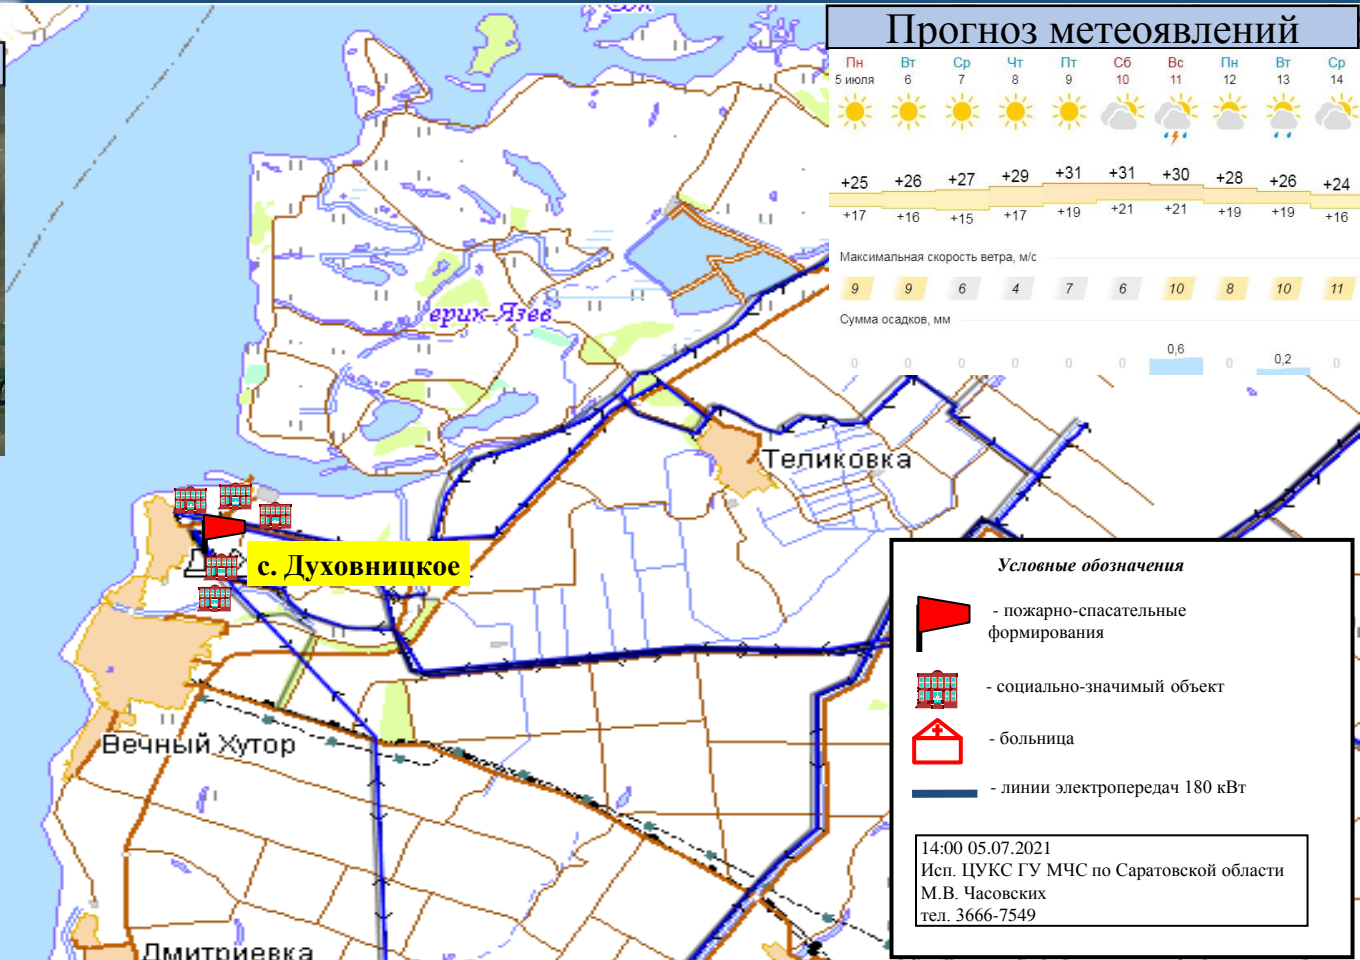 Прогноз метеоявлений
Пн Вт Ср Чт Пт Сб Вс Пн Вт Ср
5 июля 6 7 8 9 10 11 12 13 14
+25 +26 +27 +29 +31 +31 +30 +28 +26 +24
+17 +16 +15 +17 +19 +21 +21 +19 +19 +16
Максимальная скорость ветра, м/с
9 9 6 4 7 6 10 8 10 11
Сумма осадков, мм
0 0 0 0 0 0 0,6 0 0,2 0
ерик Язев
Теликовка
с. Духовницкое
Вечный Хутор
Дмитриевка
Условные обозначения
- пожарно-спасательные
формирования
- социально-значимый объект
- больница
- линии электропередач 180 кВт
14:00 05.07.2021
Исп. ЦУКС ГУ МЧС по Саратовской области
М.В. Часовских
тел. 3666-7549